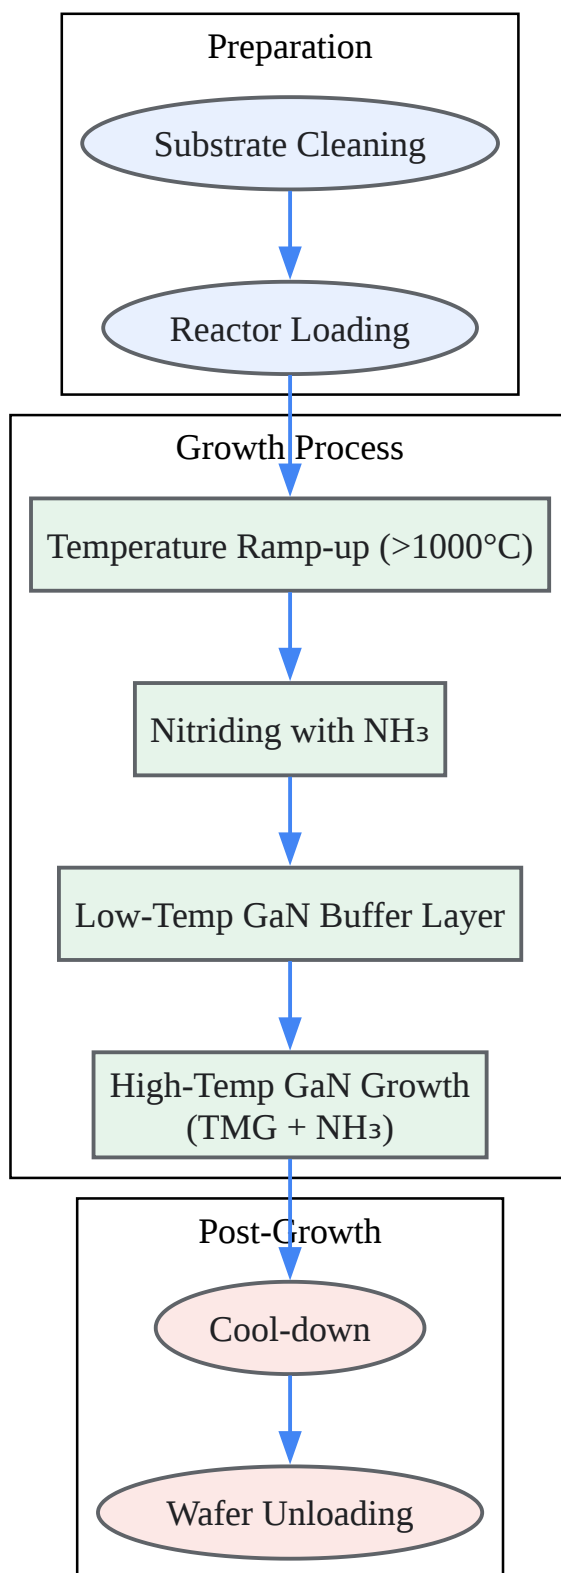 Preparation
Substrate Cleaning
Reactor Loading
Growth Process
Temperature Ramp-up (>1000°C)
Nitriding with NH₃
Low-Temp GaN Buffer Layer
High-Temp GaN Growth
(TMG + NH₃)
Post-Growth
Cool-down
Wafer Unloading